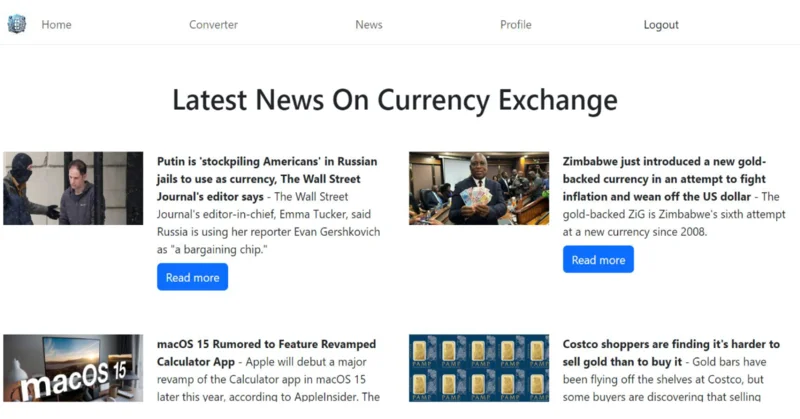 Home
Converter
News
Profile
Logout
Latest News On Currency Exchange
Putin is 'stockpiling Americans' in Russian
jails to use as currency, The Wall Street
Journal's editor says - The Wall Street
Journal's editor-in-chief, Emma Tucker, said
Russia is using her reporter Evan Gershkovich
as "a bargaining chip."
Read more
Zimbabwe just introduced a new gold-
backed currency in an attempt to fight
inflation and wean off the US dollar - The
gold-backed ZiG is Zimbabwe's sixth attempt
at a new currency since 2008.
Read more
macOS 15
macOS 15 Rumored to Feature Revamped
Calculator App - Apple will debut a major
revamp of the Calculator app in macOS 15
later this year, according to AppleInsider. The
PAMP PAMP PAMP PAMP PAMP
Costco shoppers are finding it's harder to
sell gold than to buy it - Gold bars have
been flying off the shelves at Costco, but
some buyers are discovering that selling